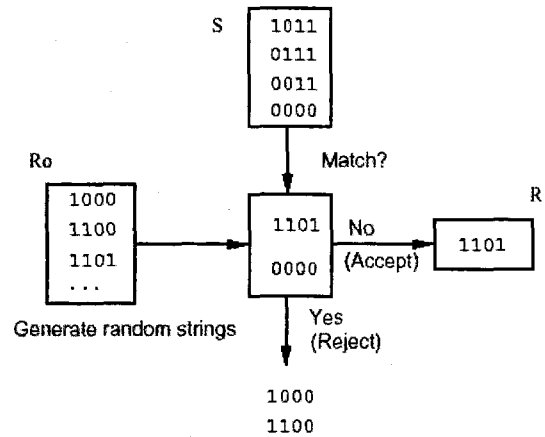 S
1011
0111
0011
0000
Match?
Ro
1000
1100
1101
...
Generate random strings
1101
0000
No
(Accept)
R
1101
Yes
(Reject)
1000
1100